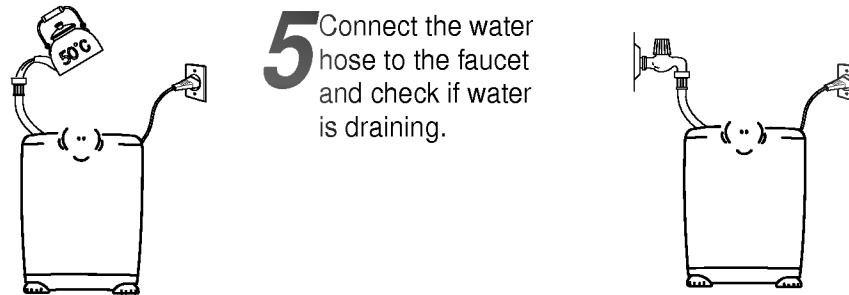 50°C
5 Connect the water
hose to the faucet
and check if water
is draining.